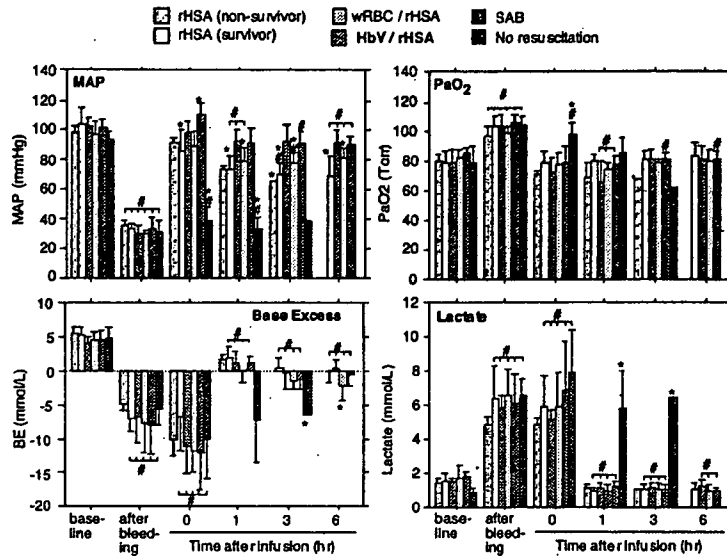 rHSA (non-survivor) wRBC / rHSA SAB
rHSA (survivor) HbV / rHSA No resuscitation
MAP
MAP (mmHg)
140
120
100
80
60
40
20
0
# * * # * * * * # * # #
PaO2
PaO2 (Torr)
140
120
100
80
60
40
20
0
# * # # # #
Base Excess
BE (mmol/L)
10
5
0
-5
-10
-15
-20
# # # # * # *
base-
line
after
bleed-
ing
0 1 3 6
Time after infusion (hr)
Lactate
Lactate (mmol/L)
12
10
8
6
4
2
0
# # # * # * #
base-
line
after
bleeding
0 1 3 6
Time after infusion (hr)